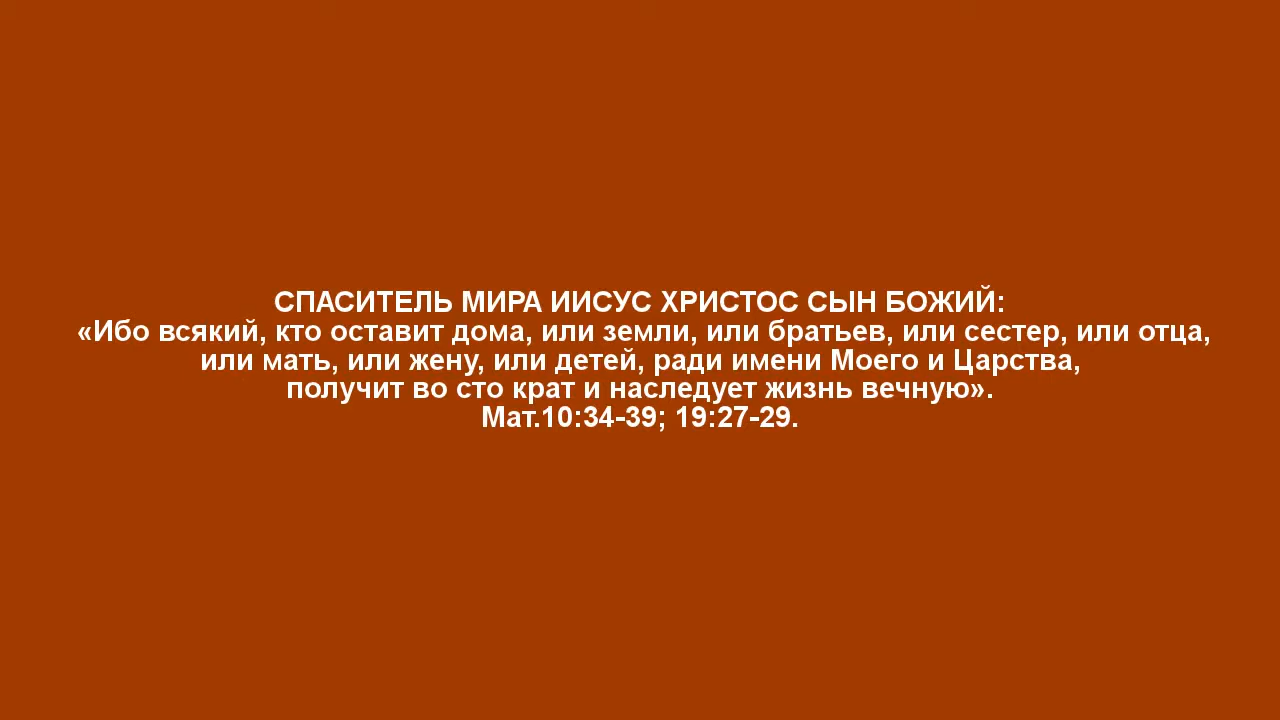 СПАСИТЕЛЬ МИРА ИИСУС ХРИСТОС СЫН БОЖИЙ:
«Ибо всякий, кто оставит дома, или земли, или братьев, или сестер, или отца,
или мать, или жену, или детей, ради имени Моего и Царства,
получит во сто крат и наследует жизнь вечную».
Мат.10:34-39; 19:27-29.